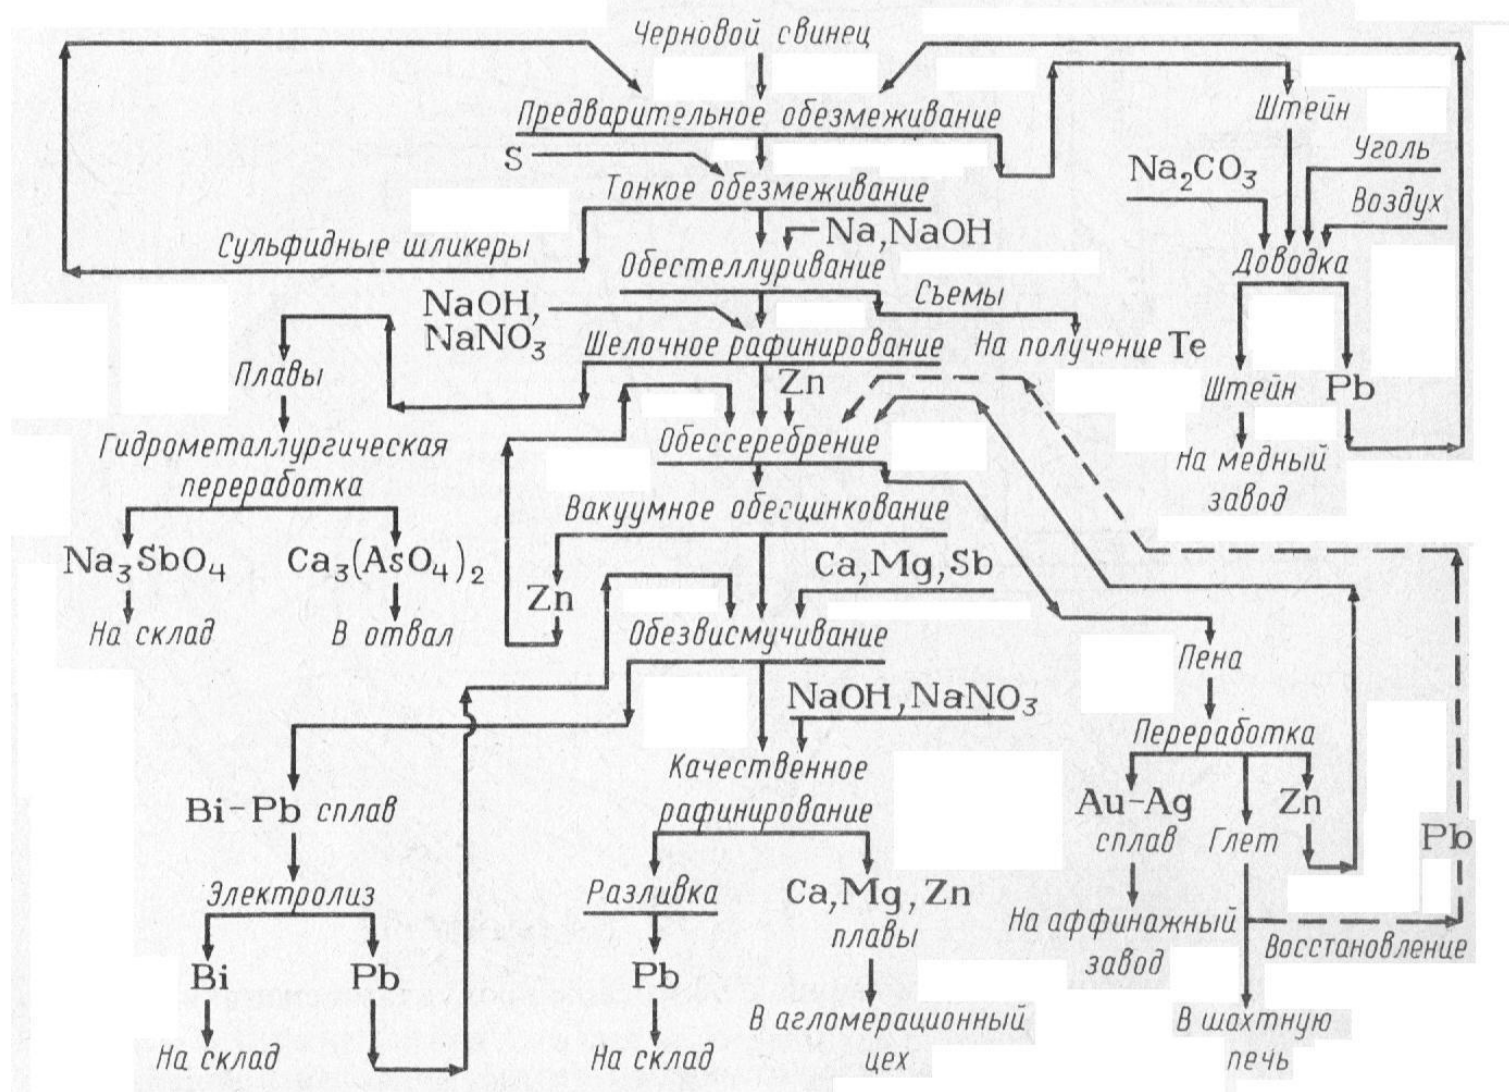 Черновой свинец
Предварительное обезмеживание
Штейн
Уголь
S
Na₂CO₃
Тонкое обезмеживание
Воздух
Na, NaOH
Сульфидные шликеры
Обестеллуривание
Доводка
Съемы
NaOH,
NaNO₃
Шелочное рафинирование
На получение Te
Плавы
Zn
Штейн
Pb
Гидрометаллургическая
переработка
Обессеребрение
На медный
завод
Вакуумное обесцинкование
Na₃SbO₄
Ca₃(AsO₄)₂
Ca, Mg, Sb
Zn
На склад
В отвал
Обезвисмучивание
Пена
NaOH, NaNO₃
Переработка
Качественное
рафинирование
Bi-Pb сплав
Au-Ag
сплав
Глет
Zn
Pb
Электролиз
Разливка
Ca, Mg, Zn
плавы
На аффинажный
завод
Восстановление
Bi
Pb
Pb
На склад
На склад
В агломерационный
цех
В шахтную
печь